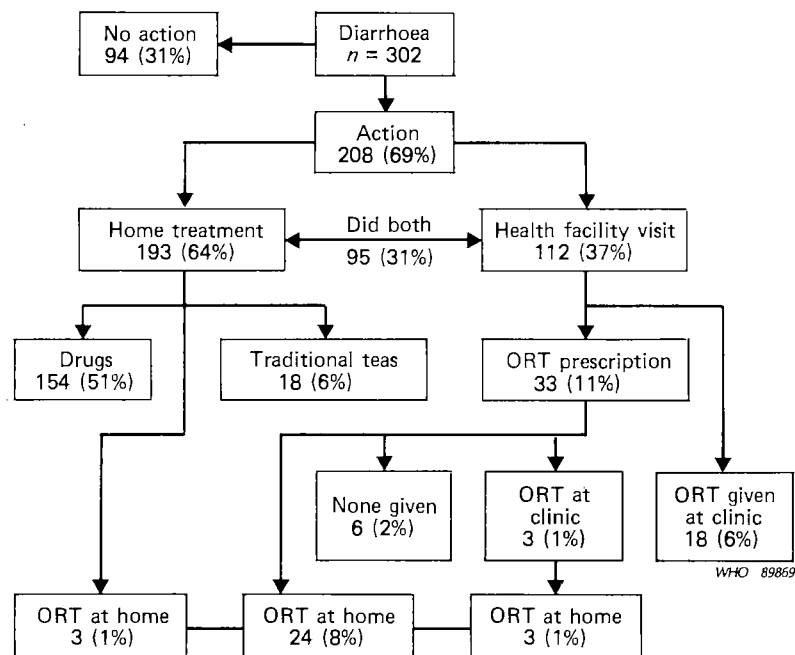 No action
94 (31%)
Diarrhoea
n = 302
Action
208 (69%)
Home treatment
193 (64%)
Did both
95 (31%)
Health facility visit
112 (37%)
Drugs
154 (51%)
Traditional teas
18 (6%)
ORT prescription
33 (11%)
None given
6 (2%)
ORT at
clinic
3 (1%)
ORT given
at clinic
18 (6%)
WHO 89869
ORT at home
3 (1%)
ORT at home
24 (8%)
ORT at home
3 (1%)